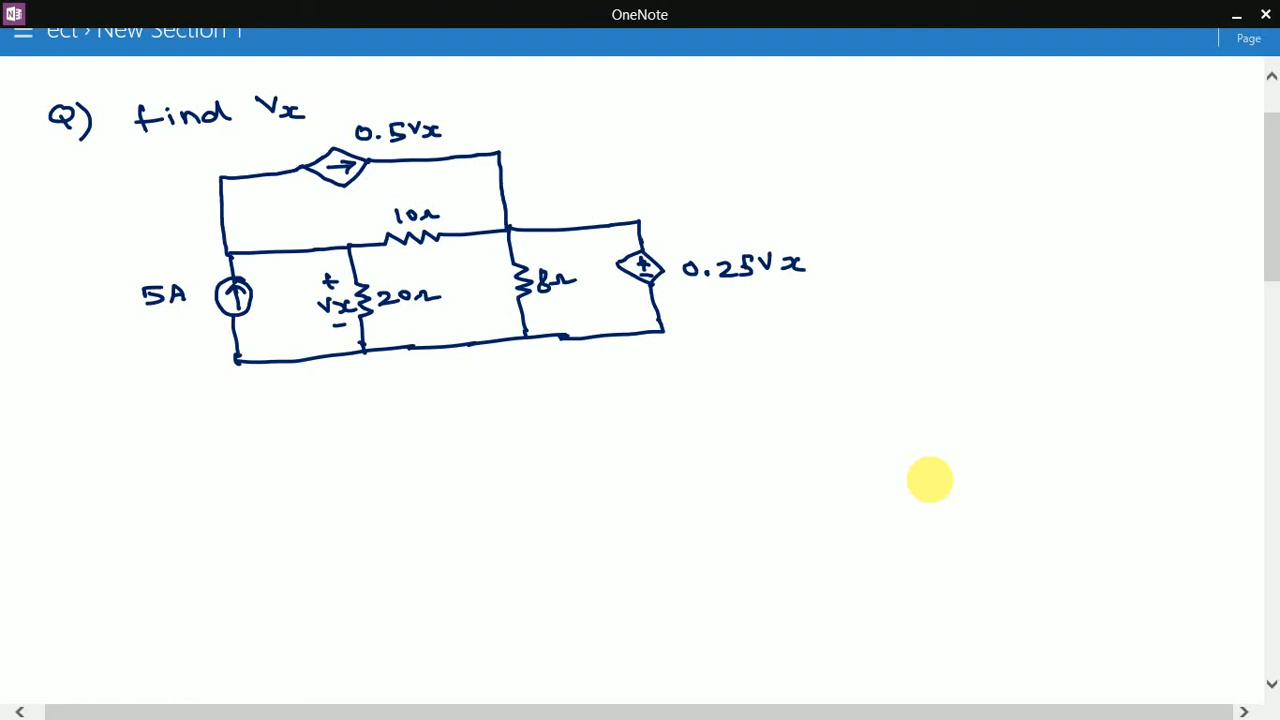 OneNote
ect › New Section 1
Page
Q) find Vx
0.5Vx
10Ω
5A
+
Vx
-
20Ω
8Ω
+
-
0.25Vx